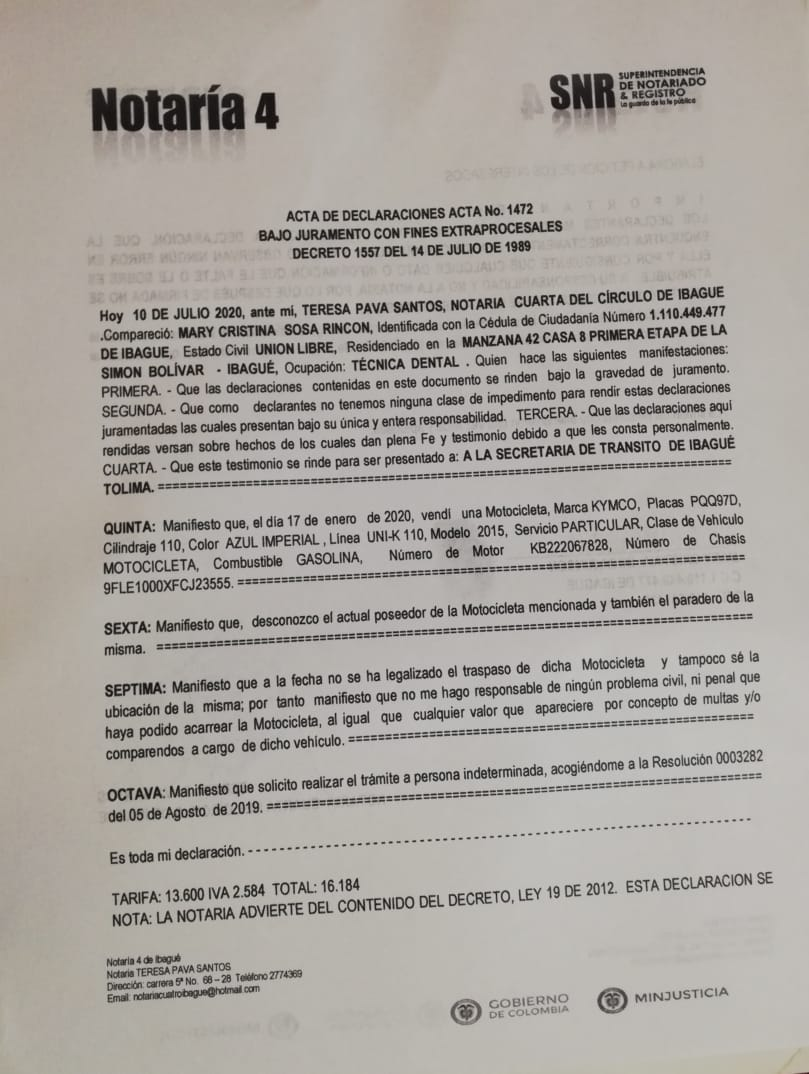 Notaría 4
SNR SUPERINTENDENCIA
DE NOTARIADO
& REGISTRO
La guarda de la fe pública
ACTA DE DECLARACIONES ACTA No. 1472
BAJO JURAMENTO CON FINES EXTRAPROCESALES
DECRETO 1557 DEL 14 DE JULIO DE 1989
Hoy 10 DE JULIO 2020, ante mí, TERESA PAVA SANTOS, NOTARIA CUARTA DEL CÍRCULO DE IBAGUE
.Compareció: MARY CRISTINA SOSA RINCON, Identificada con la Cédula de Ciudadanía Número 1.110.449.477
DE IBAGUE, Estado Civil UNION LIBRE, Residenciado en la MANZANA 42 CASA 8 PRIMERA ETAPA DE LA
SIMON BOLÍVAR - IBAGUÉ, Ocupación: TÉCNICA DENTAL . Quien hace las siguientes manifestaciones:
PRIMERA. - Que las declaraciones contenidas en este documento se rinden bajo la gravedad de juramento.
SEGUNDA. - Que como declarantes no tenemos ninguna clase de impedimento para rendir estas declaraciones
juramentadas las cuales presentan bajo su única y entera responsabilidad. TERCERA. - Que las declaraciones aquí
rendidas versan sobre hechos de los cuales dan plena Fe y testimonio debido a que les consta personalmente.
CUARTA. - Que este testimonio se rinde para ser presentado a: A LA SECRETARIA DE TRANSITO DE IBAGUÉ
TOLIMA. ==================================================
QUINTA: Manifiesto que, el día 17 de enero de 2020, vendí una Motocicleta, Marca KYMCO, Placas PQQ97D,
Cilindraje 110, Color AZUL IMPERIAL , Línea UNI-K 110, Modelo 2015, Servicio PARTICULAR, Clase de Vehículo
MOTOCICLETA, Combustible GASOLINA, Número de Motor KB222067828, Número de Chasis
9FLE1000XFCJ23555. ==================================================
SEXTA: Manifiesto que, desconozco el actual poseedor de la Motocicleta mencionada y también el paradero de la
misma. ==================================================
SEPTIMA: Manifiesto que a la fecha no se ha legalizado el traspaso de dicha Motocicleta y tampoco sé la
ubicación de la misma; por tanto manifiesto que no me hago responsable de ningún problema civil, ni penal que
haya podido acarrear la Motocicleta, al igual que cualquier valor que apareciere por concepto de multas y/o
comparendos a cargo de dicho vehículo. ==================================================
OCTAVA: Manifiesto que solicito realizar el trámite a persona indeterminada, acogiéndome a la Resolución 0003282
del 05 de Agosto de 2019. ==================================================
Es toda mi declaración. - - - - - - - - - - - - - - - - - - - - - - - - - - - - - - - - - - - - - - - -
TARIFA: 13.600 IVA 2.584 TOTAL: 16.184
NOTA: LA NOTARIA ADVIERTE DEL CONTENIDO DEL DECRETO, LEY 19 DE 2012. ESTA DECLARACION SE
Notaria 4 de Ibagué
Notaria TERESA PAVA SANTOS
Dirección: carrera 5ª No. 68 – 28 Teléfono 2774369
Email: notariacuatroibague@hotmail.com
GOBIERNO
DE COLOMBIA
MINJUSTICIA